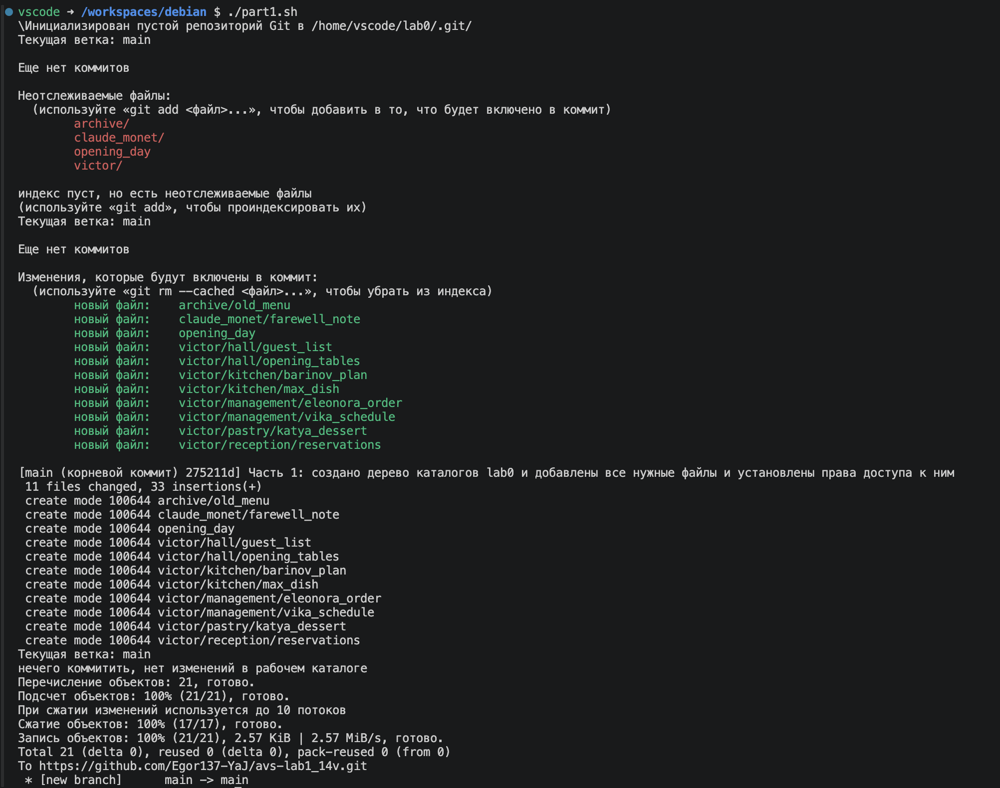 vscode ➜ /workspaces/debian $ ./part1.sh
\Инициализирован пустой репозиторий Git в /home/vscode/lab0/.git/
Текущая ветка: main

Еще нет коммитов

Неотслеживаемые файлы:
  (используйте «git add <файл>...», чтобы добавить в то, что будет включено в коммит)
        archive/
        claude_monet/
        opening_day
        victor/

индекс пуст, но есть неотслеживаемые файлы
(используйте «git add», чтобы проиндексировать их)
Текущая ветка: main

Еще нет коммитов

Изменения, которые будут включены в коммит:
  (используйте «git rm --cached <файл>...», чтобы убрать из индекса)
        новый файл:    archive/old_menu
        новый файл:    claude_monet/farewell_note
        новый файл:    opening_day
        новый файл:    victor/hall/guest_list
        новый файл:    victor/hall/opening_tables
        новый файл:    victor/kitchen/barinov_plan
        новый файл:    victor/kitchen/max_dish
        новый файл:    victor/management/eleonora_order
        новый файл:    victor/management/vika_schedule
        новый файл:    victor/pastry/katya_dessert
        новый файл:    victor/reception/reservations

[main (корневой коммит) 275211d] Часть 1: создано дерево каталогов lab0 и добавлены все нужные файлы и установлены права доступа к ним
 11 files changed, 33 insertions(+)
 create mode 100644 archive/old_menu
 create mode 100644 claude_monet/farewell_note
 create mode 100644 opening_day
 create mode 100644 victor/hall/guest_list
 create mode 100644 victor/hall/opening_tables
 create mode 100644 victor/kitchen/barinov_plan
 create mode 100644 victor/kitchen/max_dish
 create mode 100644 victor/management/eleonora_order
 create mode 100644 victor/management/vika_schedule
 create mode 100644 victor/pastry/katya_dessert
 create mode 100644 victor/reception/reservations
Текущая ветка: main
нечего коммитить, нет изменений в рабочем каталоге
Перечисление объектов: 21, готово.
Подсчет объектов: 100% (21/21), готово.
При сжатии изменений используется до 10 потоков
Сжатие объектов: 100% (17/17), готово.
Запись объектов: 100% (21/21), 2.57 KiB | 2.57 MiB/s, готово.
Total 21 (delta 0), reused 0 (delta 0), pack-reused 0 (from 0)
To https://github.com/Egor137-YaJ/avs-lab1_14v.git
 * [new branch]      main -> main